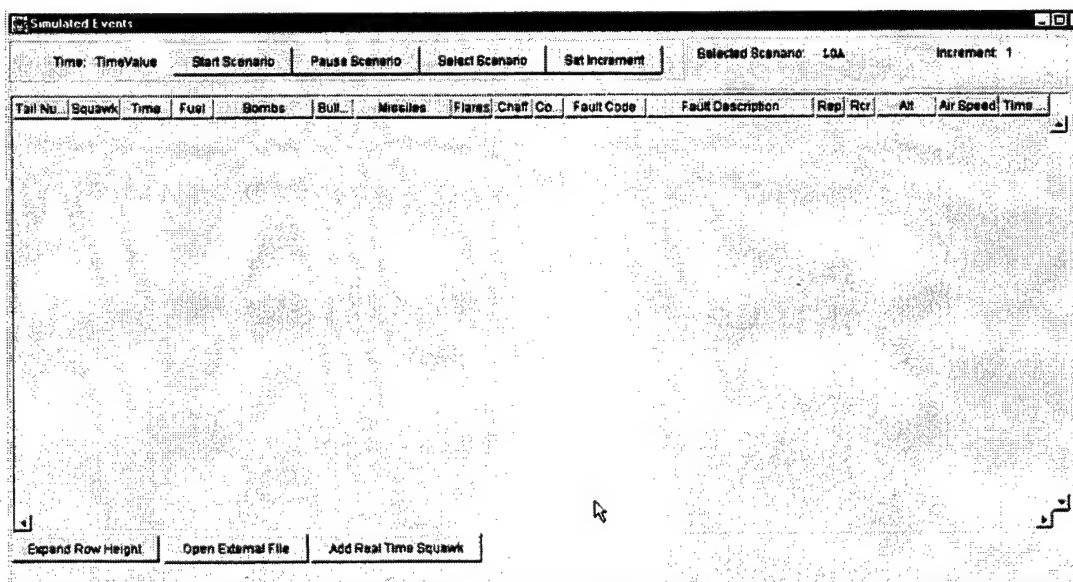 Simulated Events
Time: TimeValue Start Scenario Pause Scenario Select Scenario Set Increment Selected Scenario: LOA Increment 1
Tail Nu... Squawk Time Fuel Bombs Bull... Missiles Flares Chaff Co... Fault Code Fault Description Rep Rcr Alt Air Speed Time ...
Expand Row Height Open External File Add Real Time Squawk